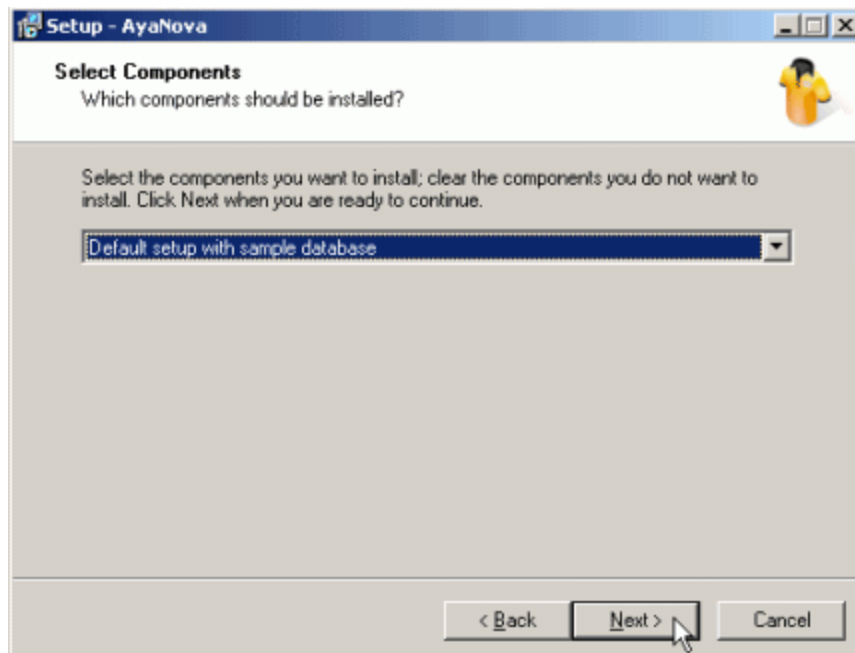 Setup - AyaNova
Select Components
Which components should be installed?
Select the components you want to install; clear the components you do not want to
install. Click Next when you are ready to continue.
Default setup with sample database
< Back
Next >
Cancel